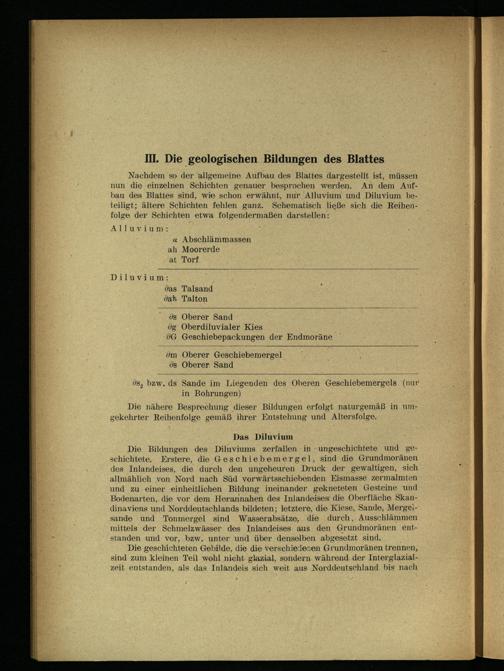 III. Die geologischen Bildungen des Blattes
Nachdem so der allgemeine Aufbau des Blattes dargestellt ist, müssen
nun die einzelnen Schichten genauer besprochen werden. An dem Auf-
bau des Blattes sind, wie schon erwähnt, nur Alluvium und Diluvium be-
teiligt; ältere Schichten fehlen ganz. Schematisch ließe sich die Reihen-
folge der Schichten etwa folgendermaßen darstellen:
Alluvium:
α Abschlämmassen
ah Moorerde
at Torf
Diluvium:
∂as Talsand
∂ah Talton
∂s Oberer Sand
∂g Oberdiluvialer Kies
∂G Geschiebepackungen der Endmoräne
∂m Oberer Geschiebemergel
∂s Oberer Sand
∂s₂ bzw. ds Sande im Liegenden des Oberen Geschiebemergels (nur
in Bohrungen)
Die nähere Besprechung dieser Bildungen erfolgt naturgemäß in um-
gekehrter Reihenfolge gemäß ihrer Entstehung und Altersfolge.
Das Diluvium
Die Bildungen des Diluviums zerfallen in ungeschichtete und ge-
schichtete. Erstere, die Geschiebemergel, sind die Grundmoränen
des Inlandeises, die durch den ungeheuren Druck der gewaltigen, sich
allmählich von Nord nach Süd vorwärtsschiebenden Eismasse zermalmten
und zu einer einheitlichen Bildung ineinander gekneteten Gesteine und
Bodenarten, die vor dem Herannahen des Inlandeises die Oberfläche Skan-
dinaviens und Norddeutschlands bildeten; letztere, die Kiese, Sande, Mergel-
sande und Tonmergel sind Wasserabsätze, die durch Ausschlämmen
mittels der Schmelzwässer des Inlandeises aus den Grundmoränen ent-
standen und vor, bzw. unter und über denselben abgesetzt sind.
Die geschichteten Gebilde, die die verschiedenen Grundmoränen trennen,
sind zum kleinen Teil wohl nicht glazial, sondern während der Interglazial-
zeit entstanden, als das Inlandeis sich weit aus Norddeutschland bis nach